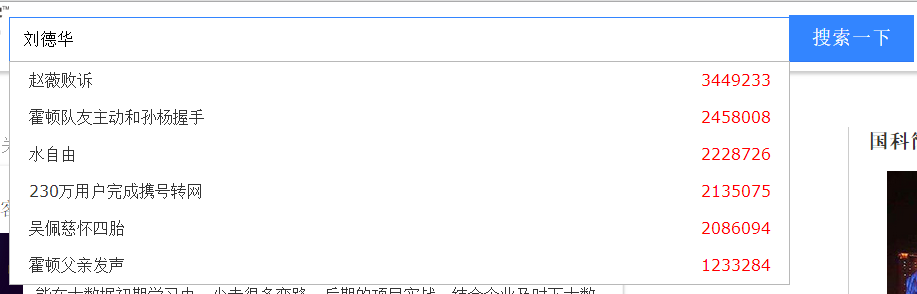 刘德华 搜索一下
赵薇败诉 3449233
霍顿队友主动和孙杨握手 2458008
水自由 2228726
230万用户完成携号转网 2135075
吴佩慈怀四胎 2086094
霍顿父亲发声 1233284
国科